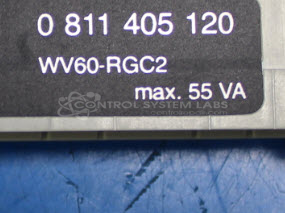 0 811 405 120
WV60-RGC2
max. 55 VA
CONTROL SYSTEM LABS